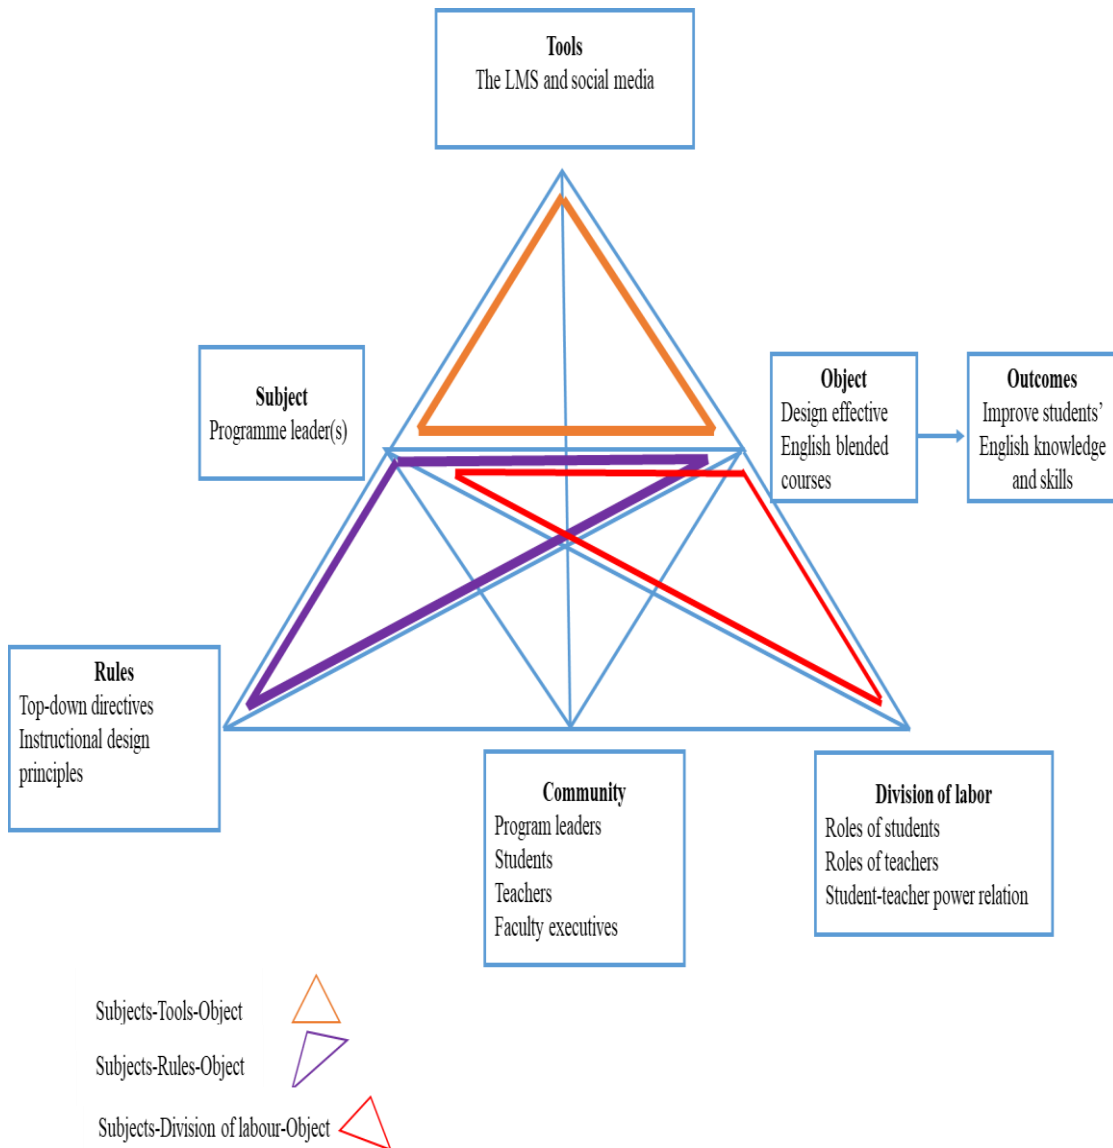 Tools
The LMS and social media
Subject
Programme leader(s)
Object
Design effective
English blended
courses
Outcomes
Improve students’
English knowledge
and skills
Rules
Top-down directives
Instructional design
principles
Community
Program leaders
Students
Teachers
Faculty executives
Division of labor
Roles of students
Roles of teachers
Student-teacher power relation
Subjects-Tools-Object
Subjects-Rules-Object
Subjects-Division of labour-Object